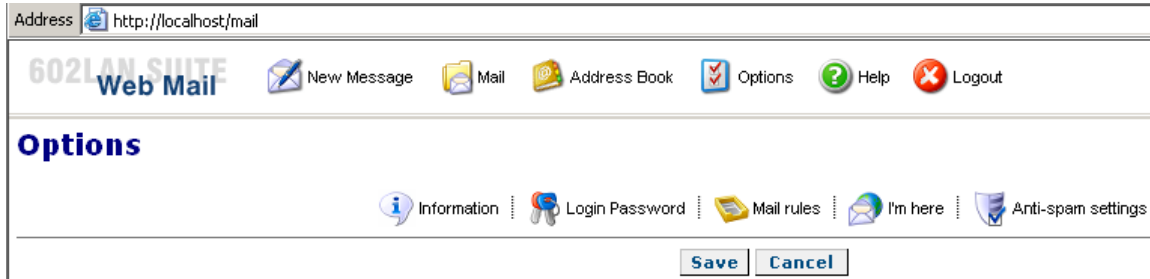 Address http://localhost/mail
602LAN SUITE
Web Mail New Message Mail Address Book Options Help Logout
Options
Information Login Password Mail rules I'm here Anti-spam settings
Save Cancel